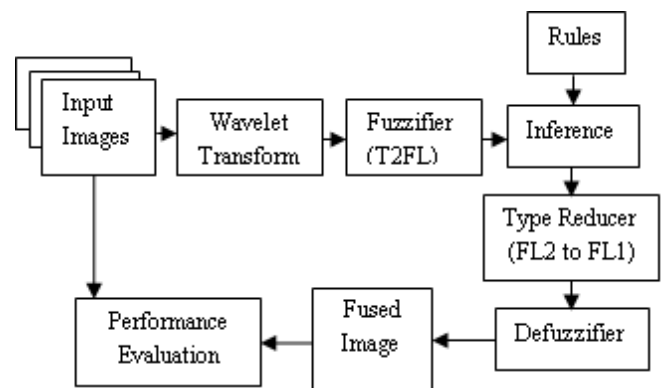 Rules
Input
Images
Wavelet
Transform
Fuzzifier
(T2FL)
Inference
Type Reducer
(FL2 to FL1)
Defuzzifier
Fused
Image
Performance
Evaluation